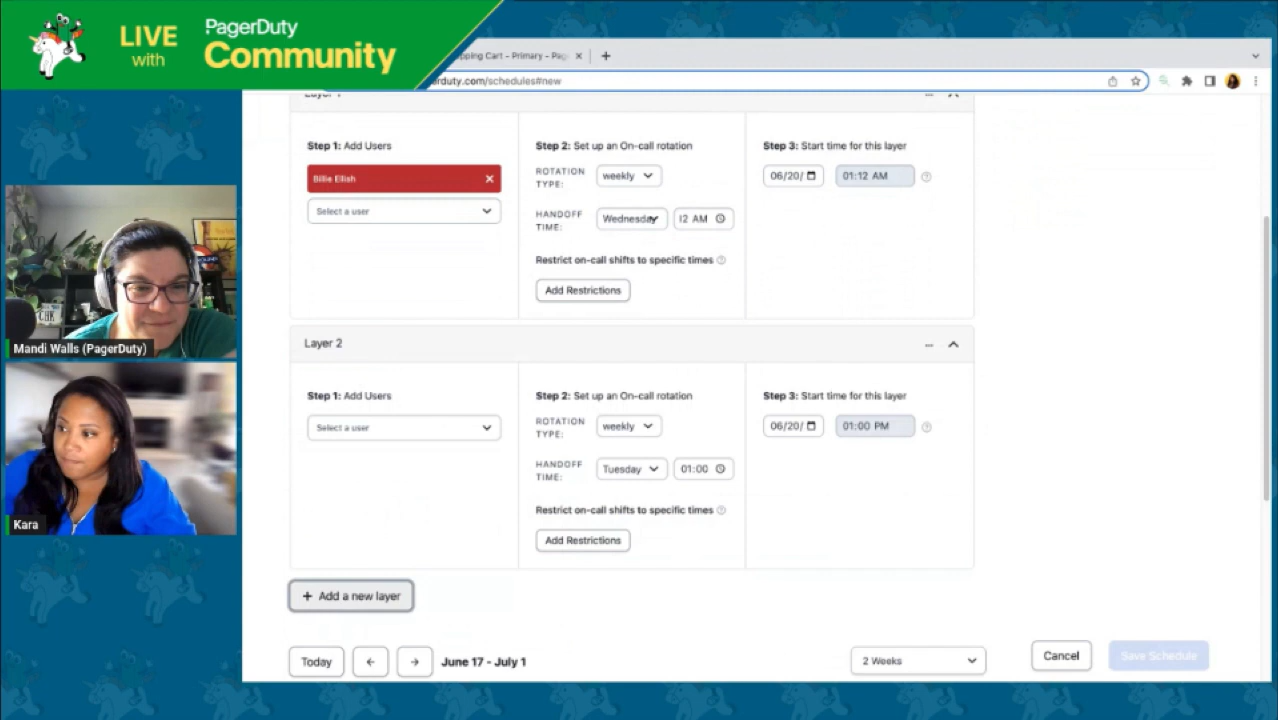 LIVE
with
PagerDuty
Community
pping Cart - Primary - Pag
rduty.com/schedules#new
Layer 1
Step 1: Add Users
Step 2: Set up an On-call rotation
Step 3: Start time for this layer
Billie Eilish
Select a user
ROTATION
TYPE:
weekly
06/20/
01:12 AM
HANDOFF
TIME:
Wednesday
12 AM
Restrict on-call shifts to specific times
Add Restrictions
Layer 2
Step 1: Add Users
Step 2: Set up an On-call rotation
Step 3: Start time for this layer
Select a user
ROTATION
TYPE:
weekly
06/20/
01:00 PM
HANDOFF
TIME:
Tuesday
01:00
Restrict on-call shifts to specific times
Add Restrictions
+ Add a new layer
Today
June 17 - July 1
2 Weeks
Cancel
Save Schedule
Mandi Walls (PagerDuty)
Kara